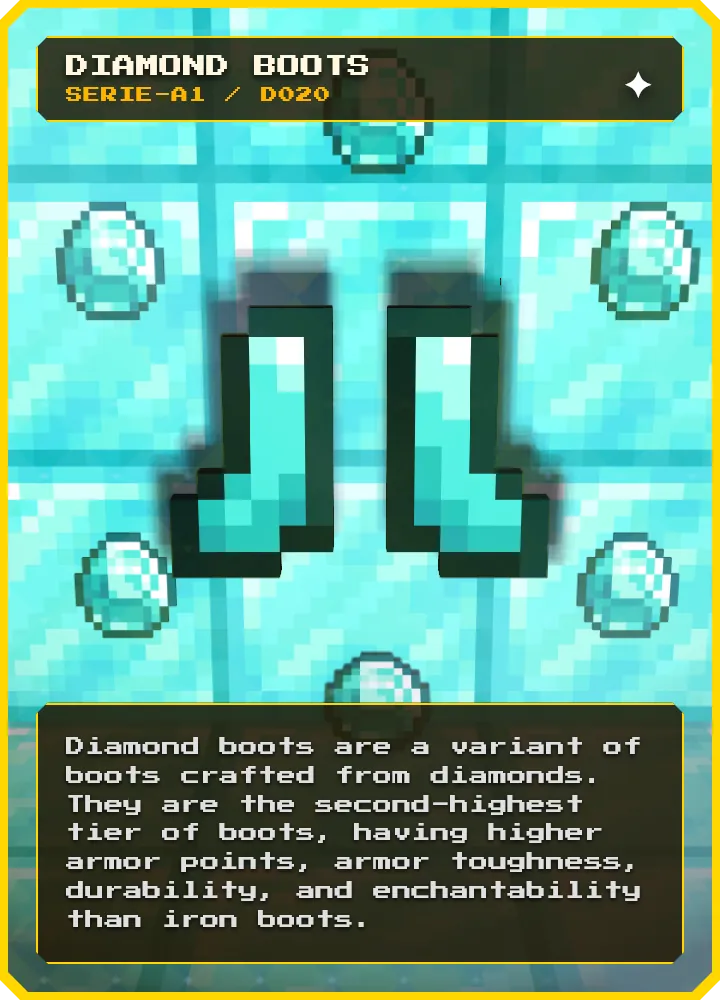 DIAMOND BOOTS
SERIE-A1 / D020
Diamond boots are a variant of
boots crafted from diamonds.
They are the second-highest
tier of boots, having higher
armor points, armor toughness,
durability, and enchantability
than iron boots.